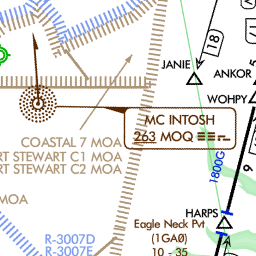 18
JANIE
ANKOR
WOHPY
MC INTOSH
263 MOQ
COASTAL 7 MOA
RT STEWART C1 MOA
RT STEWART C2 MOA
9
1800G
MOA
HARPS
Eagle Neck Pvt
(1GA0)
10 - 35
R-3007D
R-3007E